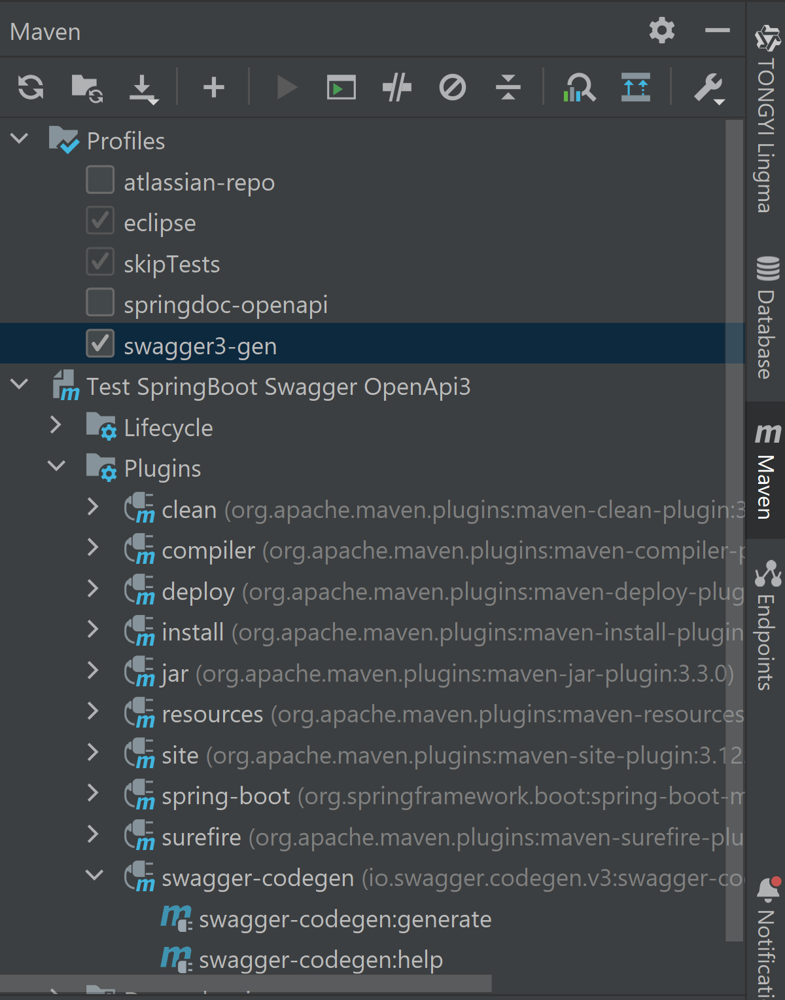 Maven
Profiles
atlassian-repo
eclipse
skipTests
springdoc-openapi
swagger3-gen
Test SpringBoot Swagger OpenApi3
Lifecycle
Plugins
clean (org.apache.maven.plugins:maven-clean-plugin:3
compiler (org.apache.maven.plugins:maven-compiler-p
deploy (org.apache.maven.plugins:maven-deploy-plug
install (org.apache.maven.plugins:maven-install-plugin
jar (org.apache.maven.plugins:maven-jar-plugin:3.3.0)
resources (org.apache.maven.plugins:maven-resources
site (org.apache.maven.plugins:maven-site-plugin:3.12.
spring-boot (org.springframework.boot:spring-boot-m
surefire (org.apache.maven.plugins:maven-surefire-plu
swagger-codegen (io.swagger.codegen.v3:swagger-co
m swagger-codegen:generate
m swagger-codegen:help
TONGYI Lingma
Database
m Maven
Endpoints
Notificati